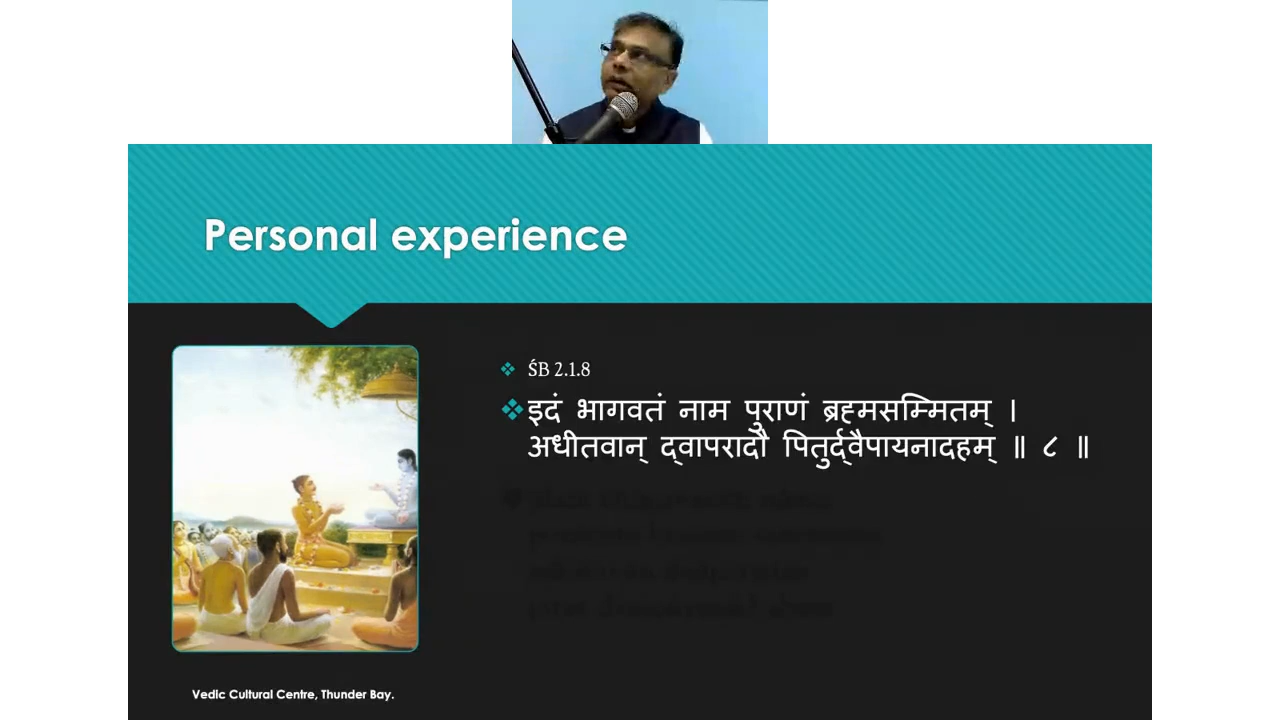 Personal experience
ŚB 2.1.8
इदं भागवतं नाम पुराणं ब्रह्मसम्मितम् ।
अधीतवान् द्वापरादौ पितुर्द्वैपायनादहम् ॥ ८ ॥
Vedic Cultural Centre, Thunder Bay.